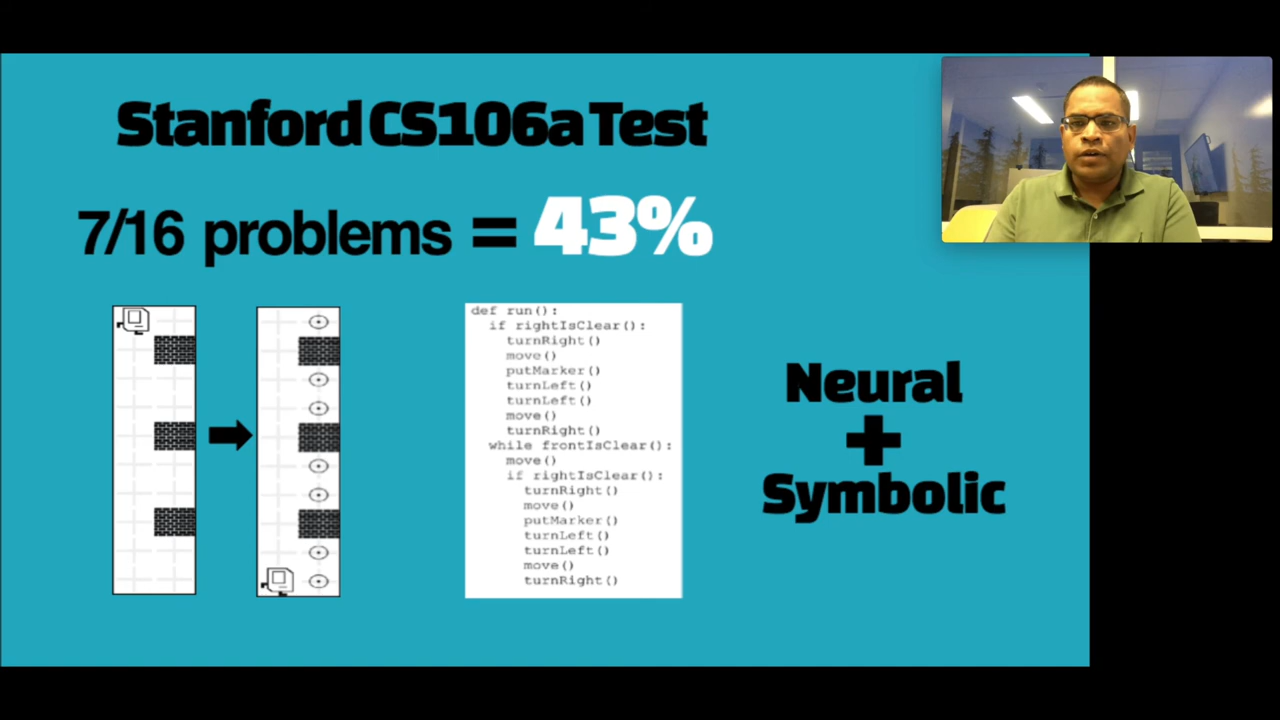 Stanford CS106a Test
7/16 problems = 43%
def run():
if rightIsClear():
turnRight()
move()
putMarker()
turnLeft()
turnLeft()
move()
turnRight()
while frontIsClear():
move()
if rightIsClear():
turnRight()
move()
putMarker()
turnLeft()
turnLeft()
move()
turnRight()
Neural
+
Symbolic